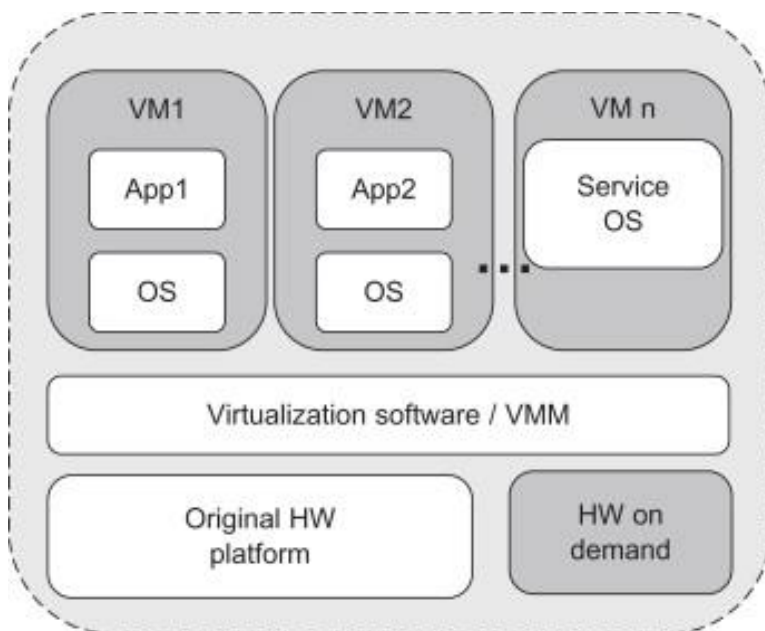 VM1
VM2
VM n
App1
App2
Service
OS
OS
OS
...
Virtualization software / VMM
Original HW
platform
HW on
demand